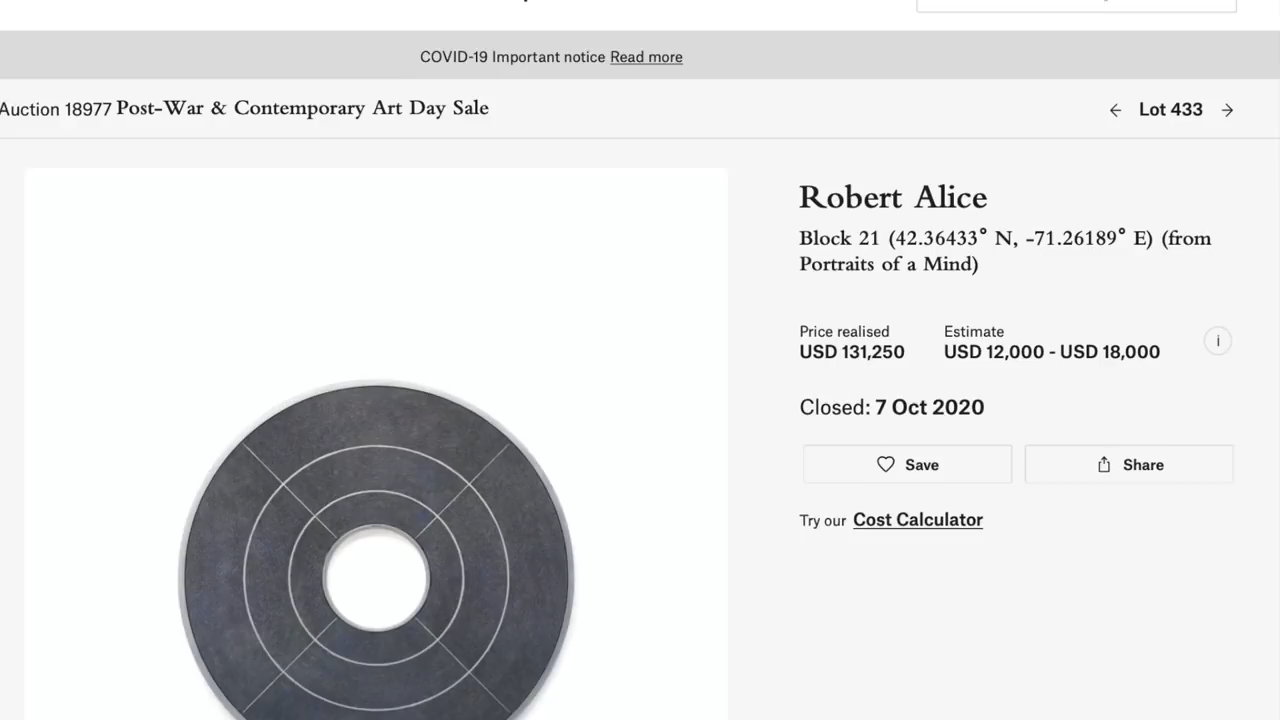 COVID-19 Important notice Read more
Auction 18977 Post-War & Contemporary Art Day Sale
← Lot 433 →
Robert Alice
Block 21 (42.36433° N, -71.26189° E) (from
Portraits of a Mind)
Price realised
USD 131,250
Estimate
USD 12,000 - USD 18,000
i
Closed: 7 Oct 2020
Save
Share
Try our Cost Calculator